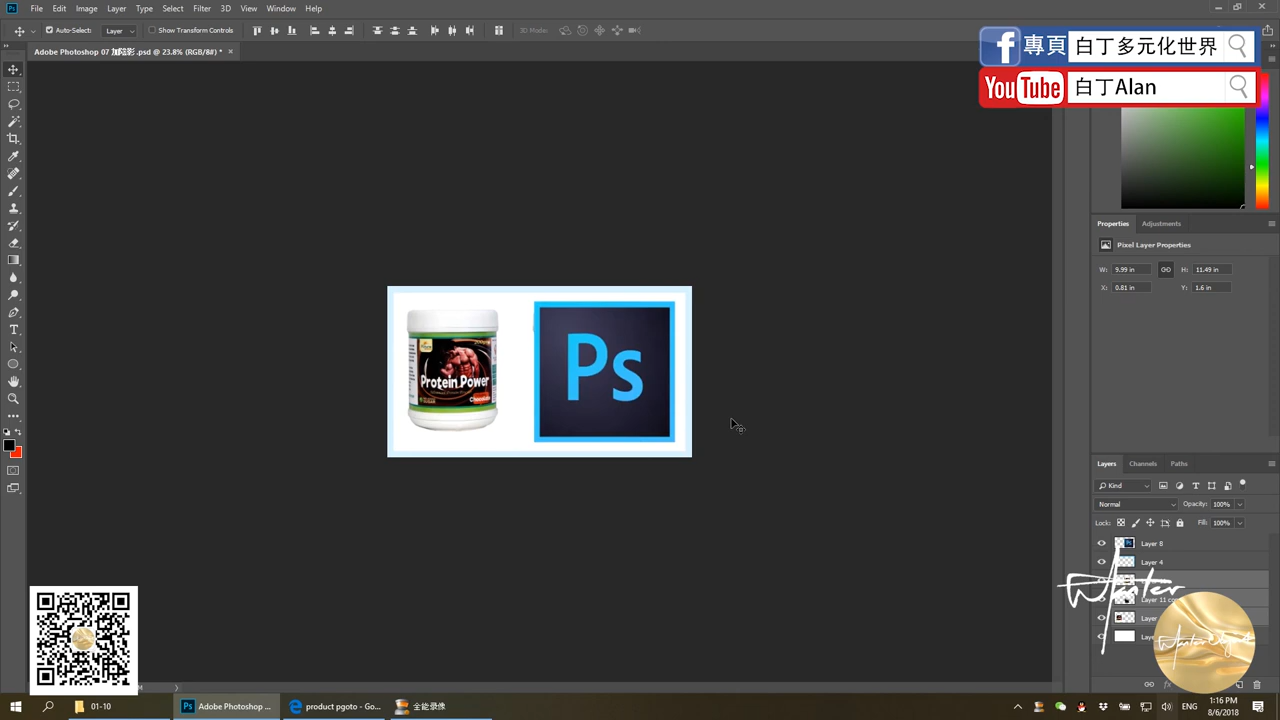 File Edit Image Layer Type Select Filter 3D View Window Help
Auto-Select: Layer Show Transform Controls 3D Mode:
Adobe Photoshop 07 加陰影 .psd @ 23.8% (RGB/8#) *
專頁 白丁多元化世界
YouTube 白丁Alan
Properties Adjustments
Pixel Layer Properties
W: 9.99 in GO H: 11.49 in
X: 0.81 in Y: 1.6 in
Protein Power
Ps
Layers Channels Paths
Kind
Normal Opacity: 100%
Lock: Fill: 100%
Layer 8
Layer 4
Layer 11
01-10
Adobe Photoshop ...
product pgoto - Go...
全能录像
1:16 PM
8/6/2018